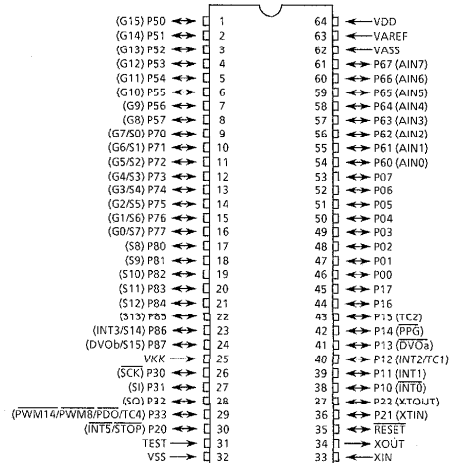 (G15) P50 1 64 VDD
(G14) P51 2 63 VAREF
(G13) P52 3 62 VASS
(G12) P53 4 61 P67 (AIN7)
(G11) P54 5 60 P66 (AIN6)
(G10) P55 6 59 P65 (AIN5)
(G9) P56 7 58 P64 (AIN4)
(G8) P57 8 57 P63 (AIN3)
(G7/S0) P70 9 56 P62 (AIN2)
(G6/S1) P71 10 55 P61 (AIN1)
(G5/S2) P72 11 54 P60 (AIN0)
(G4/S3) P73 12 53 P07
(G3/S4) P74 13 52 P06
(G2/S5) P75 14 51 P05
(G1/S6) P76 15 50 P04
(G0/S7) P77 16 49 P03
(S8) P80 17 48 P02
(S9) P81 18 47 P01
(S10) P82 19 46 P00
(S11) P83 20 45 P17
(S12) P84 21 44 P16
(S13) P85 22 43 P15 (TC2)
(INT3/S14) P86 23 42 P14 (PPG)
(DVOb/S15) P87 24 41 P13 (DVOa)
VKK 25 40 P12 (INT2/TC1)
(SCK) P30 26 39 P11 (INT1)
(SI) P31 27 38 P10 (INT0)
(SO) P32 28 37 P22 (XTOUT)
(PWM14/PWM8/PDO/TC4) P33 29 36 P21 (XTIN)
(INT5/STOP) P20 30 35 RESET
TEST 31 34 XOUT
VSS 32 33 XIN